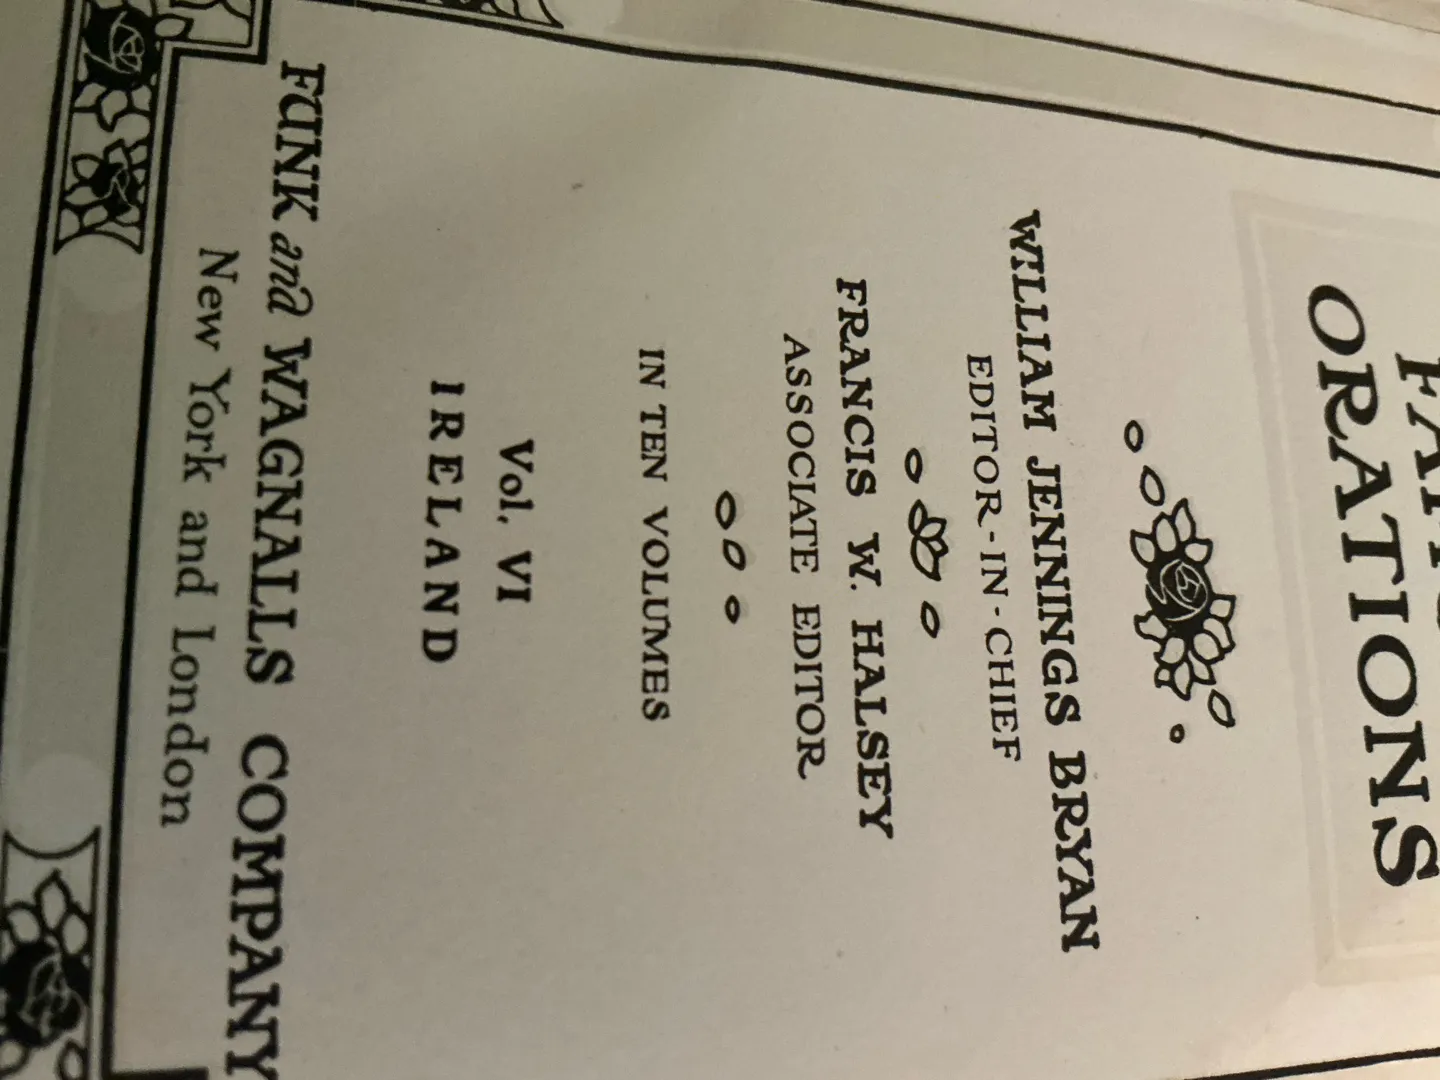 ORATIONS
WILLIAM JENNINGS BRYAN
EDITOR-IN-CHIEF
FRANCIS W. HALSEY
ASSOCIATE EDITOR
IN TEN VOLUMES
Vol. VI
IRELAND
FUNK and WAGNALLS COMPANY
New York and London